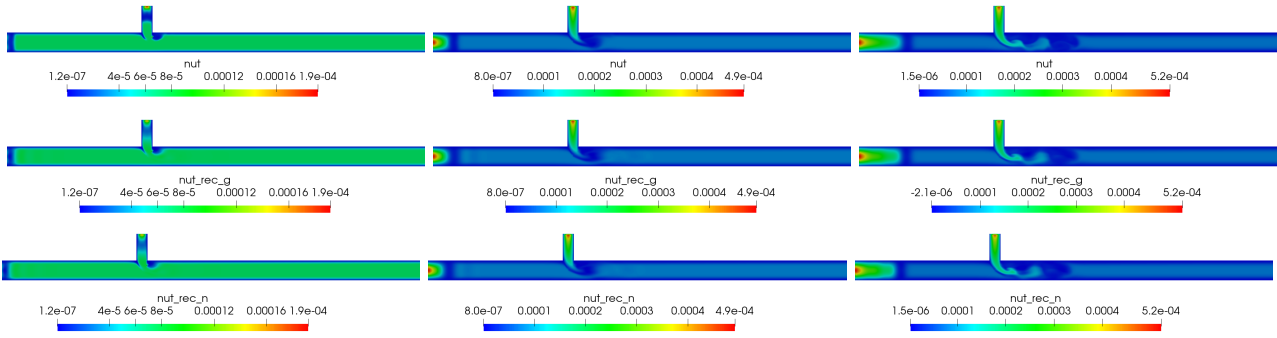 nut
1.2e-07 4e-5 6e-5 8e-5 0.00012 0.00016 1.9e-04
nut
8.0e-07 0.0001 0.0002 0.0003 0.0004 4.9e-04
nut
1.5e-06 0.0001 0.0002 0.0003 0.0004 5.2e-04
nut_rec_g
1.2e-07 4e-5 6e-5 8e-5 0.00012 0.00016 1.9e-04
nut_rec_g
8.0e-07 0.0001 0.0002 0.0003 0.0004 4.9e-04
nut_rec_g
-2.1e-06 0.0001 0.0002 0.0003 0.0004 5.2e-04
nut_rec_n
1.2e-07 4e-5 6e-5 8e-5 0.00012 0.00016 1.9e-04
nut_rec_n
8.0e-07 0.0001 0.0002 0.0003 0.0004 4.9e-04
nut_rec_n
1.5e-06 0.0001 0.0002 0.0003 0.0004 5.2e-04